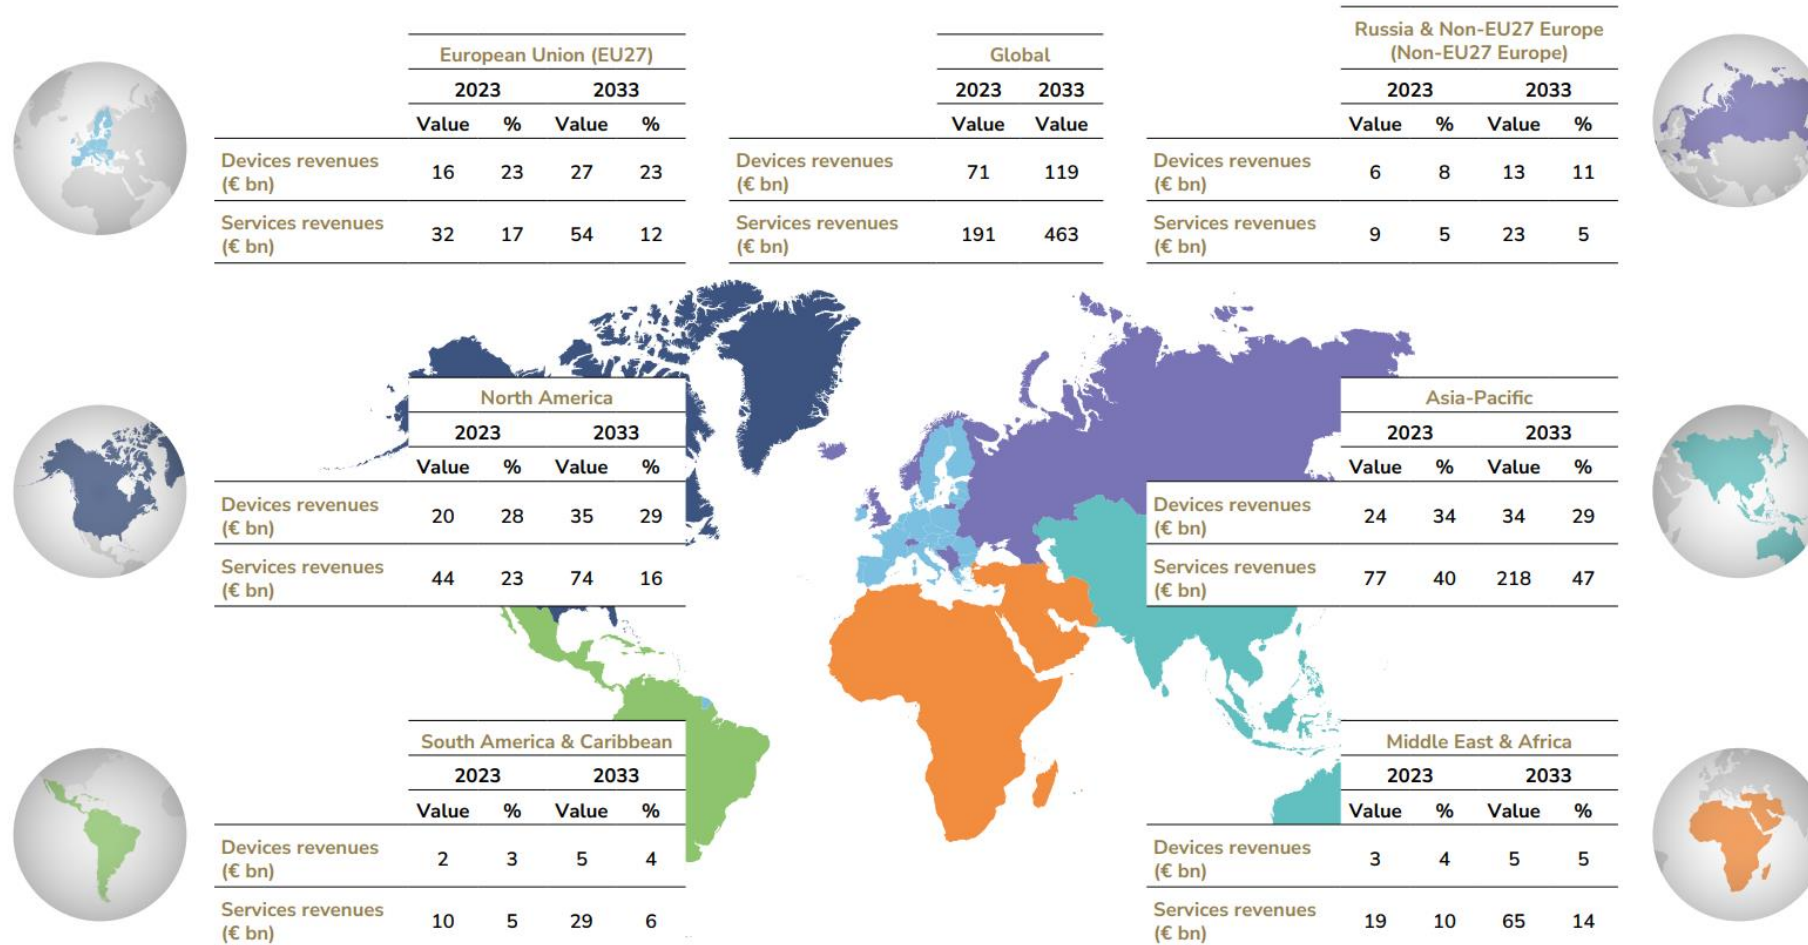 European Union (EU27)
2023 2033
Value % Value %
Devices revenues
(€ bn)
16 23 27 23
Services revenues
(€ bn)
32 17 54 12
Global
2023 2033
Value Value
Devices revenues
(€ bn)
71 119
Services revenues
(€ bn)
191 463
Russia & Non-EU27 Europe
(Non-EU27 Europe)
2023 2033
Value % Value %
Devices revenues
(€ bn)
6 8 13 11
Services revenues
(€ bn)
9 5 23 5
North America
2023 2033
Value % Value %
Devices revenues
(€ bn)
20 28 35 29
Services revenues
(€ bn)
44 23 74 16
Asia-Pacific
2023 2033
Value % Value %
Devices revenues
(€ bn)
24 34 34 29
Services revenues
(€ bn)
77 40 218 47
South America & Caribbean
2023 2033
Value % Value %
Devices revenues
(€ bn)
2 3 5 4
Services revenues
(€ bn)
10 5 29 6
Middle East & Africa
2023 2033
Value % Value %
Devices revenues
(€ bn)
3 4 5 5
Services revenues
(€ bn)
19 10 65 14